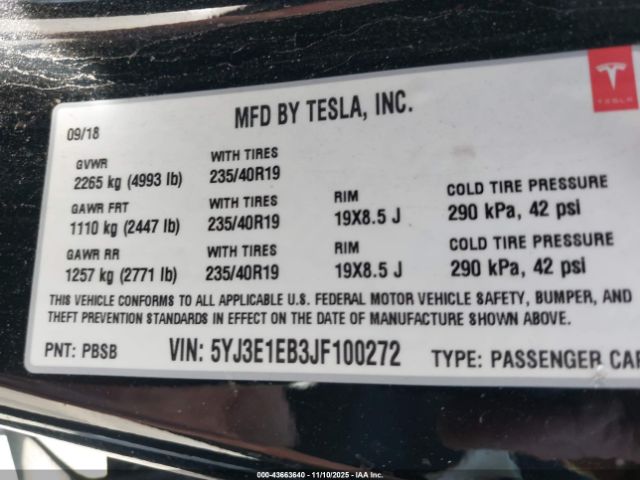 TESLA
MFD BY TESLA, INC.
09/18
GVWR WITH TIRES
2265 kg (4993 lb) 235/40R19
GAWR FRT WITH TIRES RIM COLD TIRE PRESSURE
1110 kg (2447 lb) 235/40R19 19X8.5 J 290 kPa, 42 psi
GAWR RR WITH TIRES RIM COLD TIRE PRESSURE
1257 kg (2771 lb) 235/40R19 19X8.5 J 290 kPa, 42 psi
THIS VEHICLE CONFORMS TO ALL APPLICABLE U.S. FEDERAL MOTOR VEHICLE SAFETY, BUMPER, AND
THEFT PREVENTION STANDARDS IN EFFECT ON THE DATE OF MANUFACTURE SHOWN ABOVE.
PNT: PBSB VIN: 5YJ3E1EB3JF100272 TYPE: PASSENGER CAR
000-43663640 - 11/10/2025 - IAAI.COM